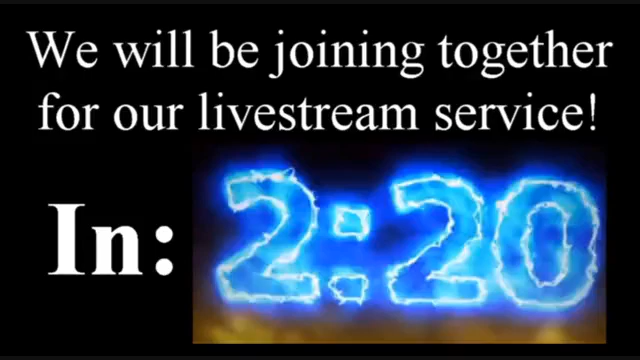 We will be joining together
for our livestream service!
In: 2:20